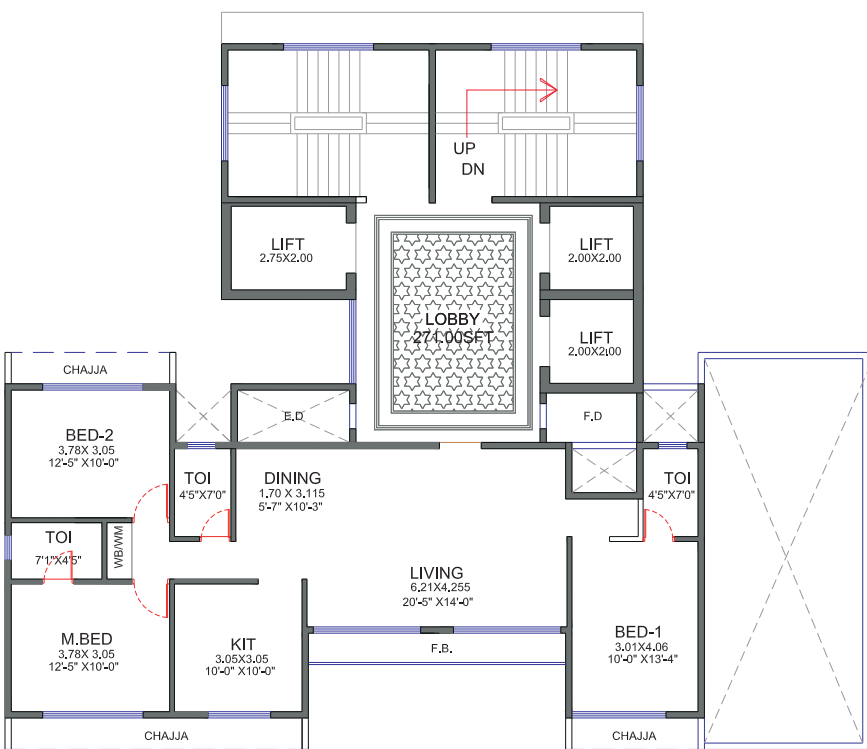 UP
DN
LIFT
2.75X2.00
LIFT
2.00X2.00
LOBBY
271.00SFT
LIFT
2.00X2.00
CHAJJA
E.D
F.D
BED-2
3.78X 3.05
12'-5" X10'-0"
TOI
4'5"X7'0"
DINING
1.70 X 3.115
5'-7" X10'-3"
TOI
4'5"X7'0"
TOI
7'1"X4'5"
WB/WM
LIVING
6.21X4.255
20'-5" X14'-0"
M.BED
3.78X 3.05
12'-5" X10'-0"
KIT
3.05X3.05
10'-0" X10'-0"
F.B.
BED-1
3.01X4.06
10'-0" X13'-4"
CHAJJA
CHAJJA